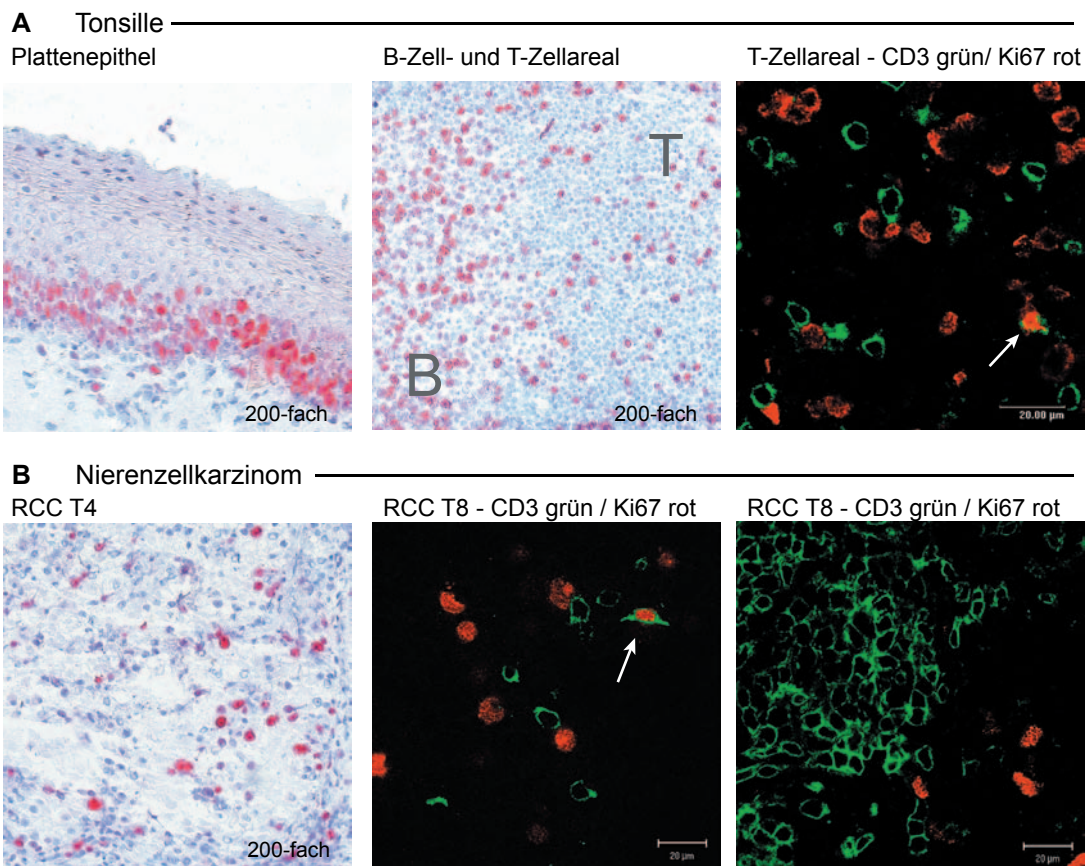 A Tonsille
Plattenepithel
B-Zell- und T-Zellareal
T-Zellareal - CD3 grün/ Ki67 rot
T
B
200-fach
200-fach
20.00 µm
B Nierenzellkarzinom
RCC T4
RCC T8 - CD3 grün / Ki67 rot
RCC T8 - CD3 grün / Ki67 rot
200-fach
20 µm
20 µm